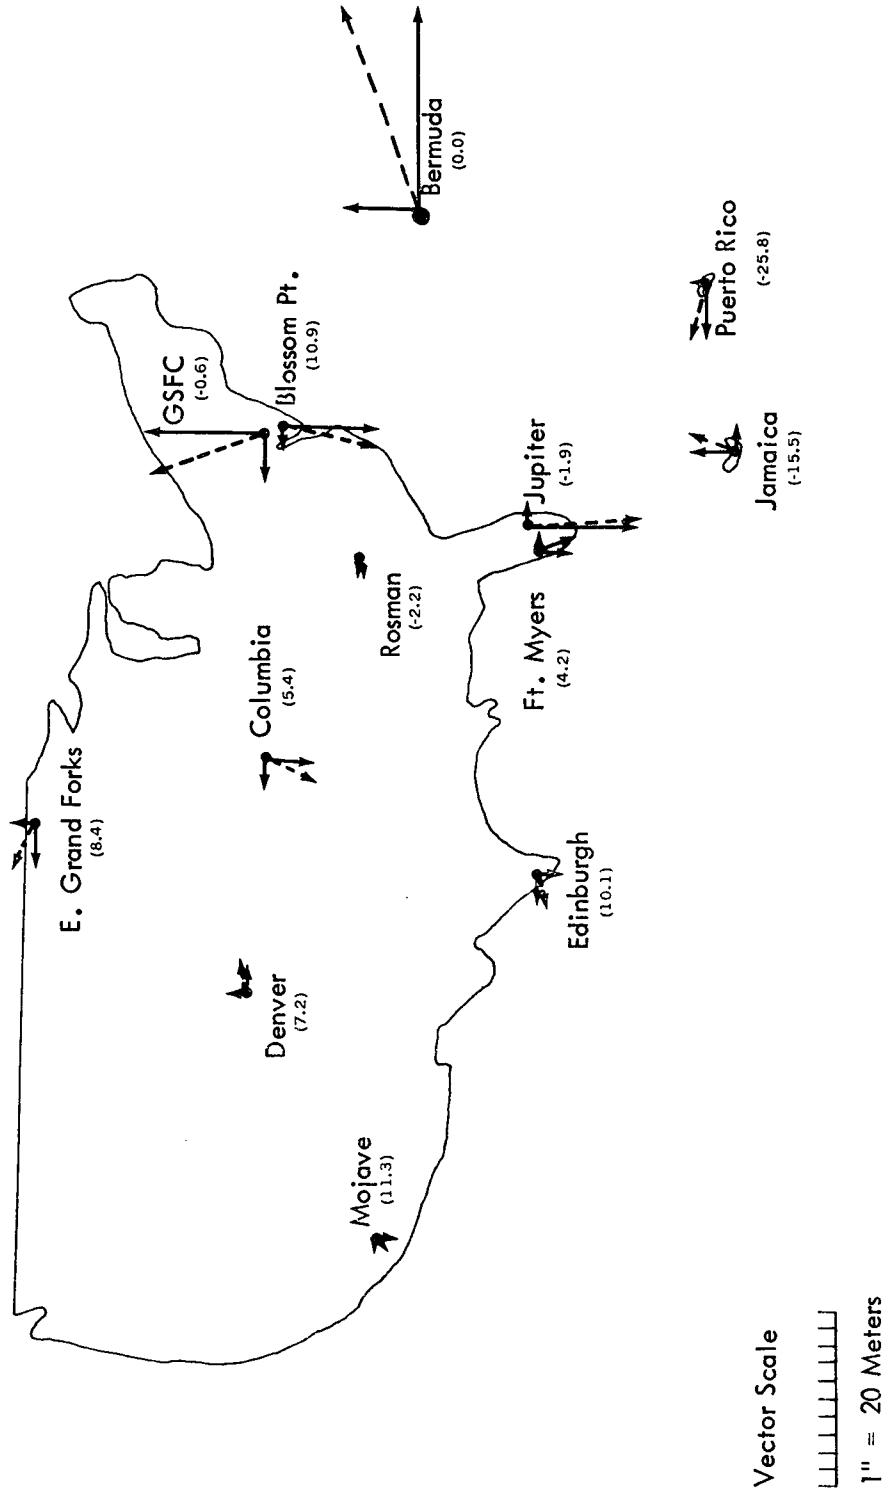 E. Grand Forks
(8.4)
GSFC
(-0.6)
Blossom Pt.
(10.9)
Bermuda
(0.0)
Columbia
(5.4)
Denver
(7.2)
Rosman
(-2.2)
Mojave
(11.3)
Jupiter
(-1.9)
Ft. Myers
(4.2)
Edinburgh
(10.1)
Puerto Rico
(-25.8)
Jamaica
(-15.5)
Vector Scale
1" = 20 Meters